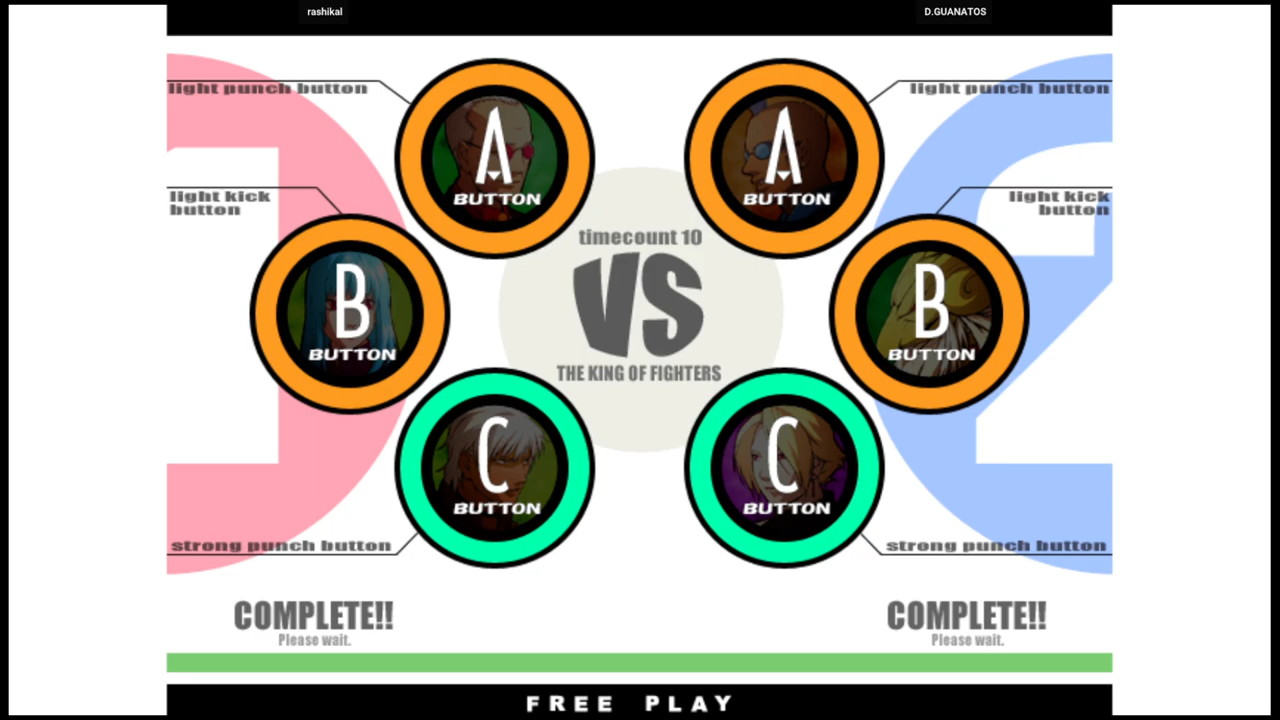 rashikal
D.GUANATOS
light punch button
A
BUTTON
A
BUTTON
light punch button
light kick
button
B
BUTTON
timecount 10
VS
THE KING OF FIGHTERS
light kick
button
B
BUTTON
C
BUTTON
C
BUTTON
strong punch button
strong punch button
COMPLETE!!
Please wait.
COMPLETE!!
Please wait.
FREE PLAY